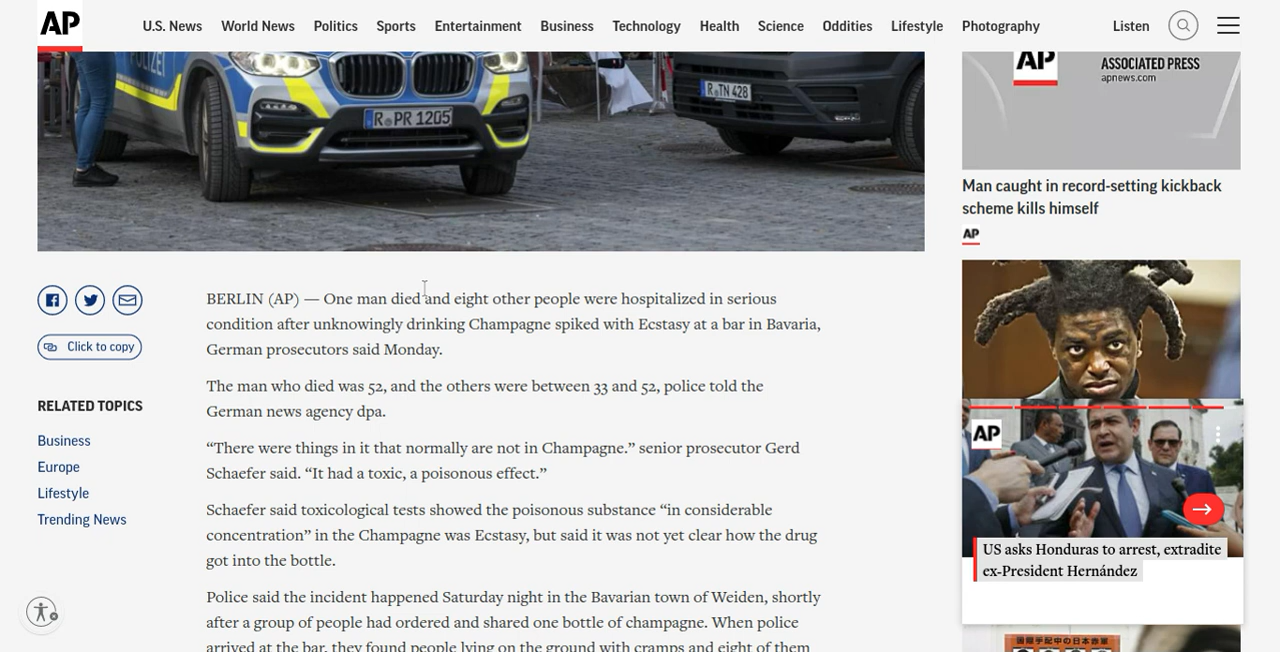 AP
U.S. News World News Politics Sports Entertainment Business Technology Health Science Oddities Lifestyle Photography Listen
R PR 1205
R TN 428
AP
ASSOCIATED PRESS
apnews.com
Man caught in record-setting kickback
scheme kills himself
AP
Click to copy
RELATED TOPICS
Business
Europe
Lifestyle
Trending News
BERLIN (AP) — One man died and eight other people were hospitalized in serious
condition after unknowingly drinking Champagne spiked with Ecstasy at a bar in Bavaria,
German prosecutors said Monday.
The man who died was 52, and the others were between 33 and 52, police told the
German news agency dpa.
“There were things in it that normally are not in Champagne.” senior prosecutor Gerd
Schaefer said. “It had a toxic, a poisonous effect.”
Schaefer said toxicological tests showed the poisonous substance “in considerable
concentration” in the Champagne was Ecstasy, but said it was not yet clear how the drug
got into the bottle.
Police said the incident happened Saturday night in the Bavarian town of Weiden, shortly
after a group of people had ordered and shared one bottle of champagne. When police
arrived at the bar, they found people lying on the ground with cramps and eight of them
AP
US asks Honduras to arrest, extradite
ex-President Hernández
国際手配中の日本赤軍